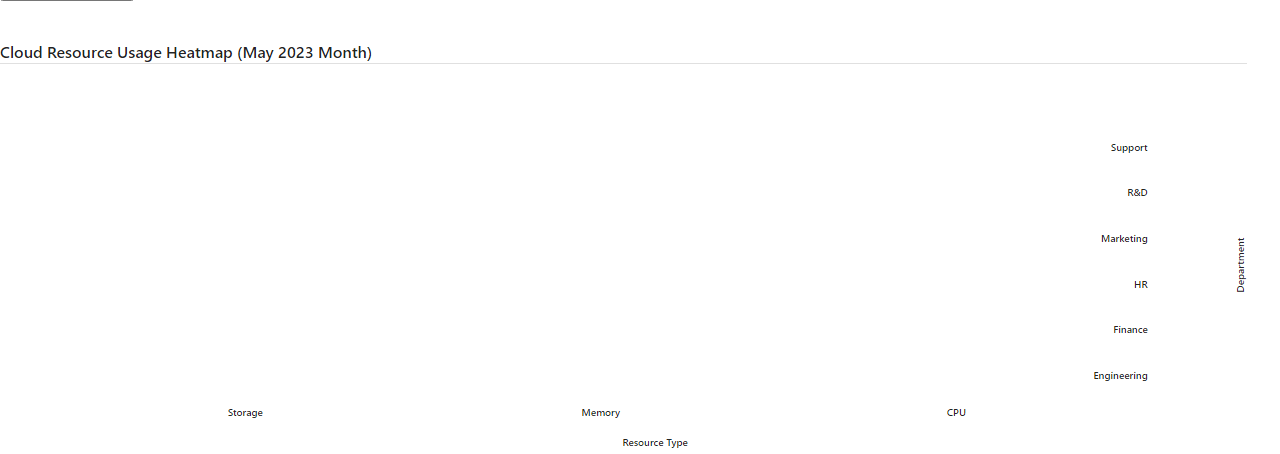 Cloud Resource Usage Heatmap (May 2023 Month)
Support
R&D
Marketing
HR
Finance
Engineering
Department
Storage
Memory
CPU
Resource Type